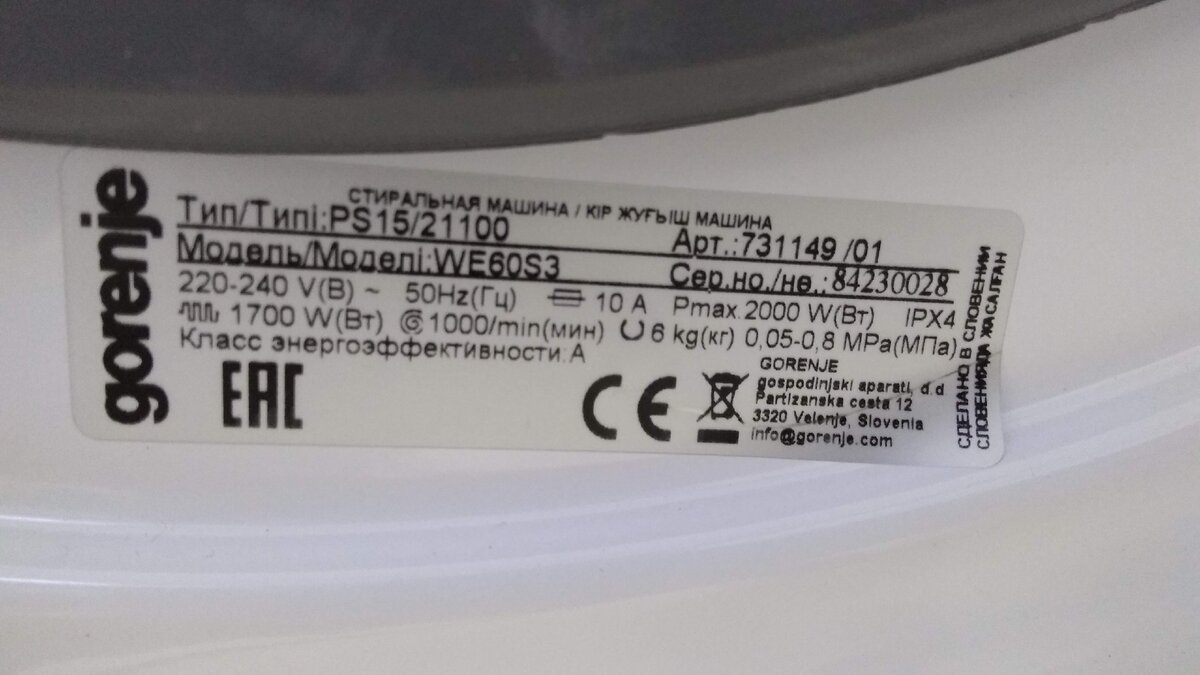 gorenje
СТИРАЛЬНАЯ МАШИНА / КІР ЖУҒЫШ МАШИНА
Тип/Типі:PS15/21100 Арт.:731149 /01
Модель/Моделі:WE60S3 Сер.но./не.:84230028
220-240 V(В) ~ 50Hz(Гц) 10 A Pmax.2000 W(Вт) IPX4
1700 W(Вт) 1000/min(мин) 6 kg(кг) 0,05-0,8 MPa(МПа)
Класс энергоэффективности:A
EAC
CE
GORENJE
gospodinjski aparati, d.d
Partizanska cesta 12
3320 Velenje, Slovenia
info@gorenje.com
СДЕЛАНО В СЛОВЕНИИ
СЛОВЕНИЯДА ЖАСАЛҒАН